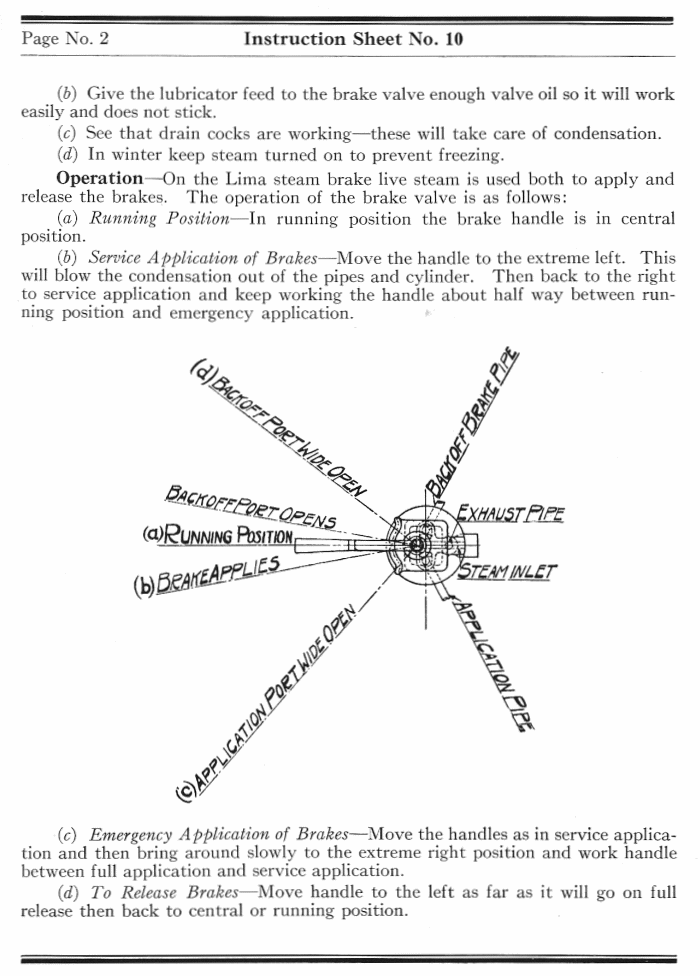 Page No. 2
Instruction Sheet No. 10
(b) Give the lubricator feed to the brake valve enough valve oil so it will work
easily and does not stick.
(c) See that drain cocks are working—these will take care of condensation.
(d) In winter keep steam turned on to prevent freezing.
Operation—On the Lima steam brake live steam is used both to apply and
release the brakes. The operation of the brake valve is as follows:
(a) Running Position—In running position the brake handle is in central
position.
(b) Service Application of Brakes—Move the handle to the extreme left. This
will blow the condensation out of the pipes and cylinder. Then back to the right
to service application and keep working the handle about half way between run-
ning position and emergency application.
(d) BACKOFF PORT WIDE OPEN
BACKOFF BRAKE PIPE
BACKOFF PORT OPENS
EXHAUST PIPE
(a) RUNNING POSITION
(b) BRAKE APPLIES
STEAM INLET
(c) APPLICATION PORT WIDE OPEN
APPLICATION PIPE
(c) Emergency Application of Brakes—Move the handles as in service applica-
tion and then bring around slowly to the extreme right position and work handle
between full application and service application.
(d) To Release Brakes—Move handle to the left as far as it will go on full
release then back to central or running position.